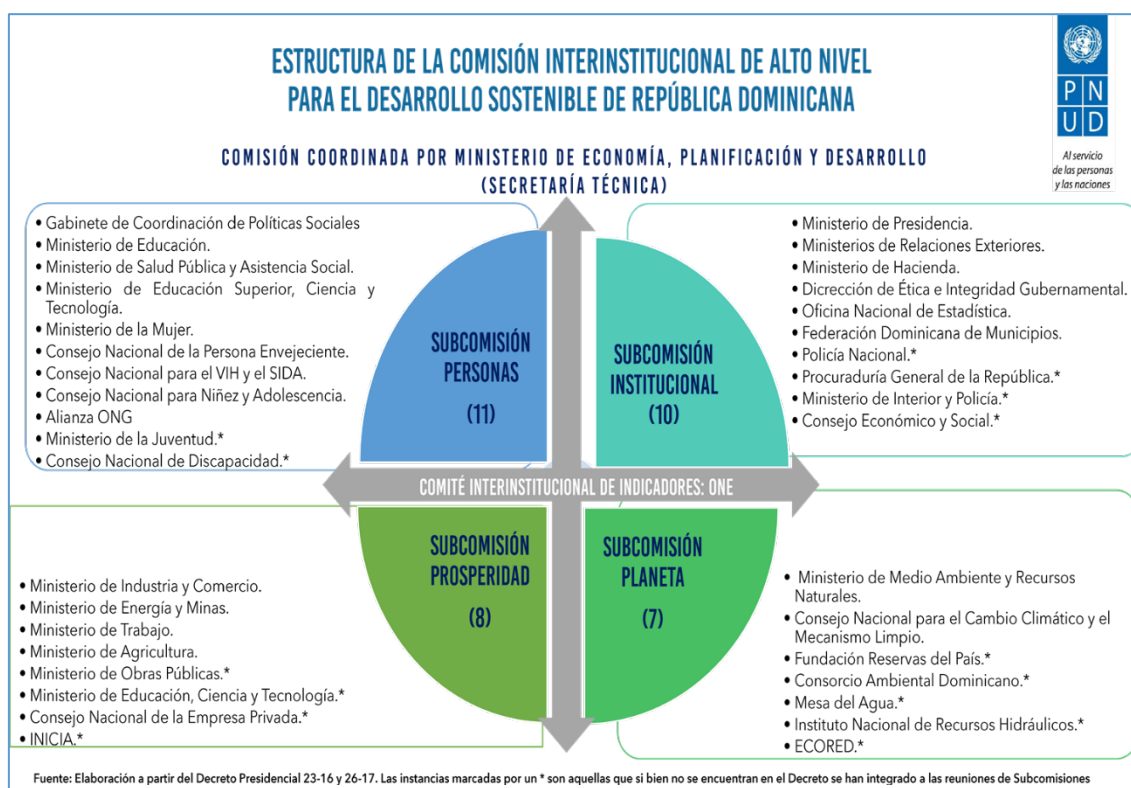 ESTRUCTURA DE LA COMISIÓN INTERINSTITUCIONAL DE ALTO NIVEL
PARA EL DESARROLLO SOSTENIBLE DE REPÚBLICA DOMINICANA
P N
U D
Al servicio
de las personas
y las naciones
COMISIÓN COORDINADA POR MINISTERIO DE ECONOMÍA, PLANIFICACIÓN Y DESARROLLO
(SECRETARÍA TÉCNICA)
• Gabinete de Coordinación de Políticas Sociales
• Ministerio de Educación.
• Ministerio de Salud Pública y Asistencia Social.
• Ministerio de Educación Superior, Ciencia y
Tecnología.
• Ministerio de la Mujer.
• Consejo Nacional de la Persona Envejeciente.
• Consejo Nacional para el VIH y el SIDA.
• Consejo Nacional para Niñez y Adolescencia.
• Alianza ONG
• Ministerio de la Juventud.*
• Consejo Nacional de Discapacidad.*
SUBCOMISIÓN
PERSONAS
(11)
SUBCOMISIÓN
INSTITUCIONAL
(10)
• Ministerio de Presidencia.
• Ministerios de Relaciones Exteriores.
• Ministerio de Hacienda.
• Dicrección de Ética e Integridad Gubernamental.
• Oficina Nacional de Estadística.
• Federación Dominicana de Municipios.
• Policía Nacional.*
• Procuraduría General de la República.*
• Ministerio de Interior y Policía.*
• Consejo Económico y Social.*
COMITÉ INTERINSTITUCIONAL DE INDICADORES: ONE
• Ministerio de Industria y Comercio.
• Ministerio de Energía y Minas.
• Ministerio de Trabajo.
• Ministerio de Agricultura.
• Ministerio de Obras Públicas.*
• Ministerio de Educación, Ciencia y Tecnología.*
• Consejo Nacional de la Empresa Privada.*
• INICIA.*
SUBCOMISIÓN
PROSPERIDAD
(8)
SUBCOMISIÓN
PLANETA
(7)
• Ministerio de Medio Ambiente y Recursos
Naturales.
• Consejo Nacional para el Cambio Climático y el
Mecanismo Limpio.
• Fundación Reservas del País.*
• Consorcio Ambiental Dominicano.*
• Mesa del Agua.*
• Instituto Nacional de Recursos Hidráulicos.*
• ECORED.*
Fuente: Elaboración a partir del Decreto Presidencial 23-16 y 26-17. Las instancias marcadas por un * son aquellas que si bien no se encuentran en el Decreto se han integrado a las reuniones de Subcomisiones